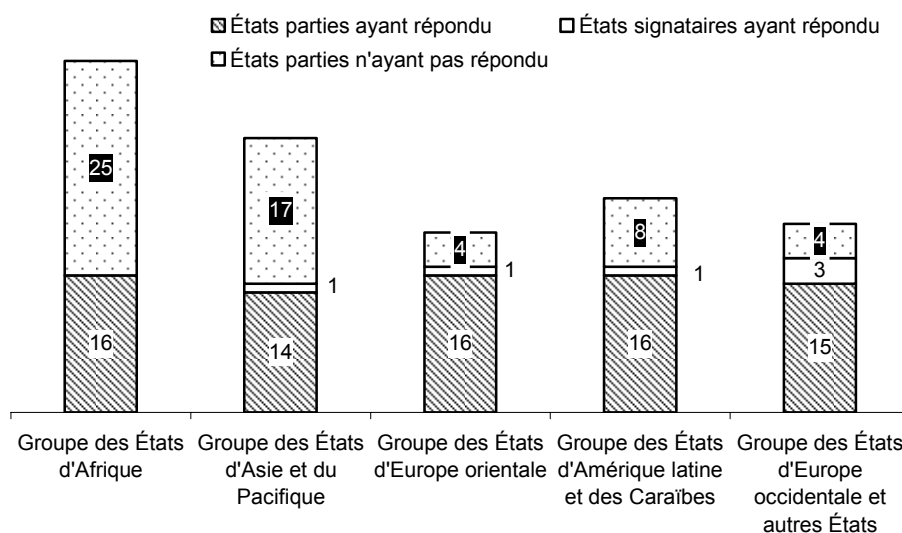 États parties ayant répondu
États signataires ayant répondu
États parties n'ayant pas répondu
25
16
17
1
14
4
1
16
8
1
16
4
3
15
Groupe des États
d'Afrique
Groupe des États
d'Asie et du
Pacifique
Groupe des États
d'Europe orientale
Groupe des États
d'Amérique latine
et des Caraïbes
Groupe des États
d'Europe
occidentale et
autres États